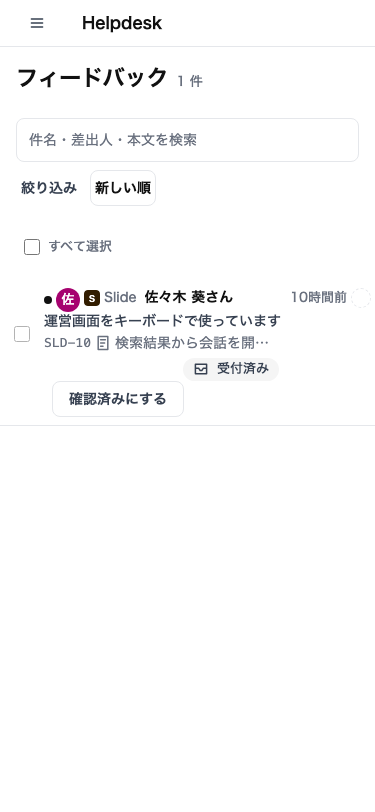 Helpdesk
フィードバック 1 件
件名・差出人・本文を検索
絞り込み 新しい順
すべて選択
佐 S Slide 佐々木 葵さん 10時間前
運営画面をキーボードで使っています
SLD-10 検索結果から会話を開…
受付済み
確認済みにする